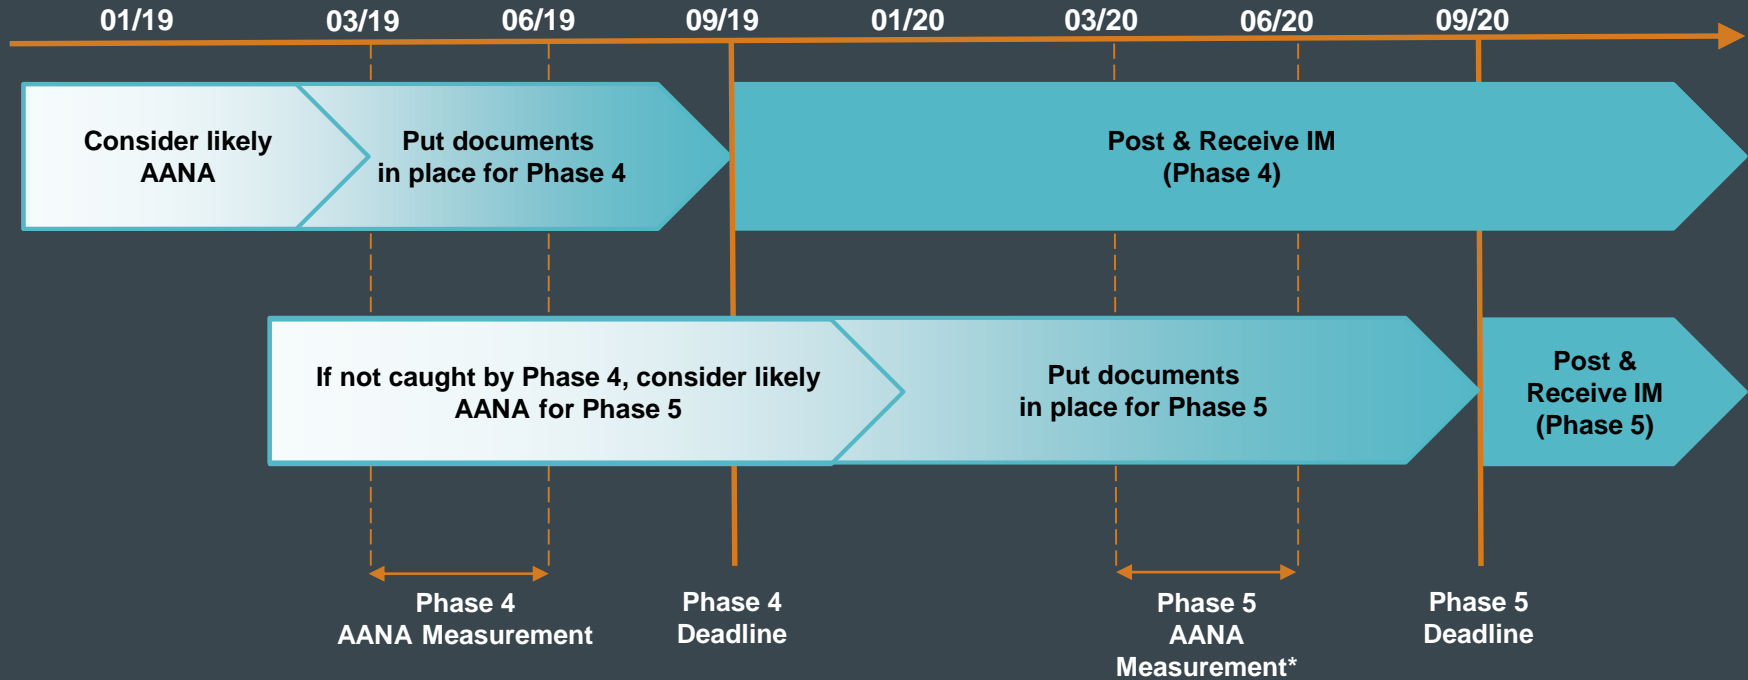 01/19 03/19 06/19 09/19 01/20 03/20 06/20 09/20
Consider likely
AANA
Put documents
in place for Phase 4
Post & Receive IM
(Phase 4)
If not caught by Phase 4, consider likely
AANA for Phase 5
Put documents
in place for Phase 5
Post &
Receive IM
(Phase 5)
Phase 4
AANA Measurement
Phase 4
Deadline
Phase 5
AANA
Measurement*
Phase 5
Deadline